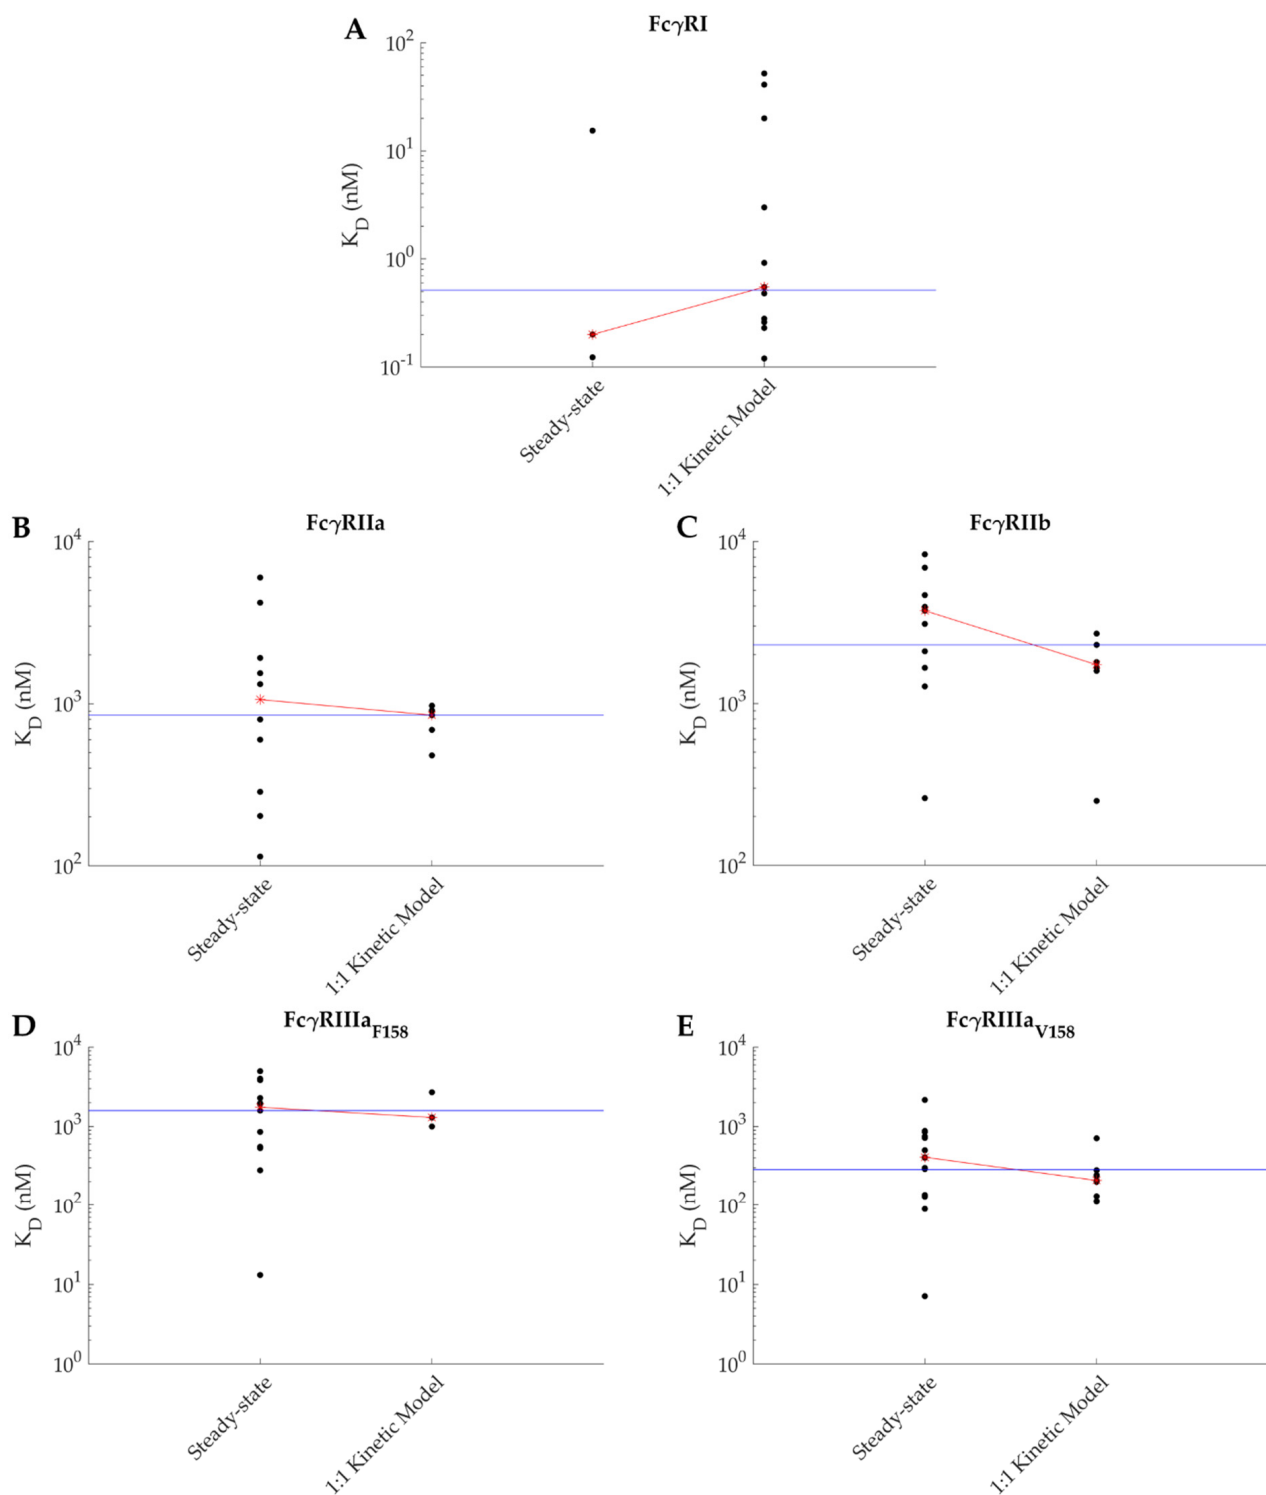 A
FcγRI
10^2
10^1
10^0
10^-1
K_D (nM)
Steady-state
1:1 Kinetic Model
B
FcγRIIa
10^4
10^3
10^2
K_D (nM)
Steady-state
1:1 Kinetic Model
C
FcγRIIb
10^4
10^3
10^2
K_D (nM)
Steady-state
1:1 Kinetic Model
D
FcγRIIIa_F158
10^4
10^3
10^2
10^1
10^0
K_D (nM)
Steady-state
1:1 Kinetic Model
E
FcγRIIIa_V158
10^4
10^3
10^2
10^1
10^0
K_D (nM)
Steady-state
1:1 Kinetic Model